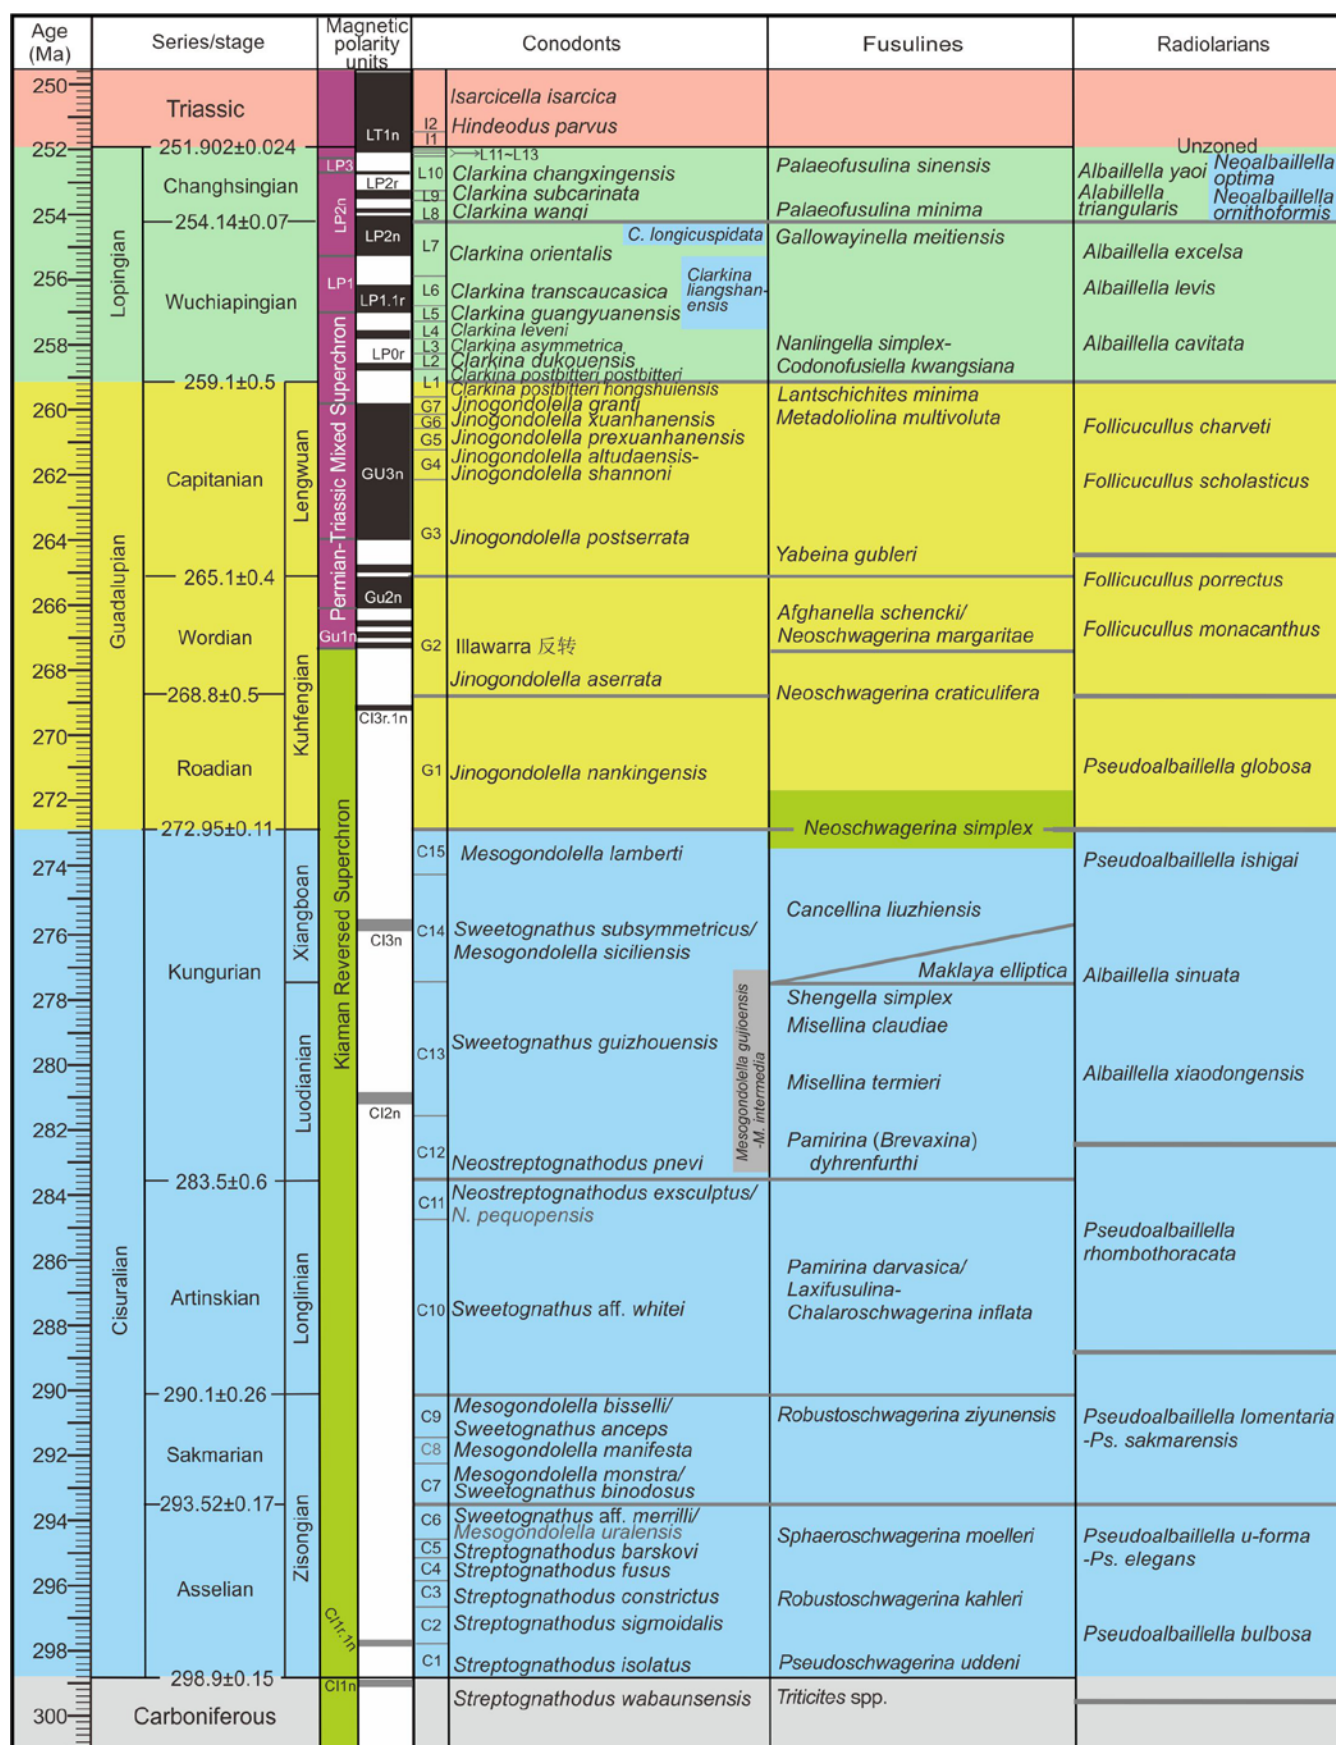 Age
(Ma)
Series/stage
Magnetic
polarity
units
Conodonts
Fusulines
Radiolarians
250
252
254
256
258
260
262
264
266
268
270
272
274
276
278
280
282
284
286
288
290
292
294
296
298
300
Triassic
251.902±0.024
Lopingian
Changhsingian
254.14±0.07
Wuchiapingian
259.1±0.5
Guadalupian
Capitanian
265.1±0.4
Wordian
268.8±0.5
Roadian
272.95±0.11
Cisuralian
Kungurian
283.5±0.6
Artinskian
290.1±0.26
Sakmarian
293.52±0.17
Asselian
298.9±0.15
Carboniferous
Lengwuan
Kuhfengian
Xiangboan
Luodianian
Longlinian
Zisongian
LP3
LP2n
LP1
Permian-Triassic Mixed Superchron
Gu1n
Kiaman Reversed Superchron
CI1r.1n
CI1n
LT1n
LP2r
LP2n
LP1.1r
LP0r
GU3n
Gu2n
CI3r.1n
CI3n
CI2n
Isarcicella isarcica
I2 Hindeodus parvus
I1
L11~L13
L10 Clarkina changxingensis
L9 Clarkina subcarinata
L8 Clarkina wangi
C. longicuspidata
L7 Clarkina orientalis
Clarkina
liangshan-
ensis
L6 Clarkina transcaucasica
L5 Clarkina guangyuanensis
L4 Clarkina leveni
L3 Clarkina asymmetrica
L2 Clarkina dukouensis
Clarkina postbitteri postbitteri
L1 Clarkina postbitteri hongshuiensis
G7 Jinogondolella granti
G6 Jinogondolella xuanhanensis
G5 Jinogondolella prexuanhanensis
G4 Jinogondolella altudaensis-
Jinogondolella shannoni
G3 Jinogondolella postserrata
G2 Illawarra 反转
Jinogondolella aserrata
G1 Jinogondolella nankingensis
C15 Mesogondolella lamberti
C14 Sweetognathus subsymmetricus/
Mesogondolella siciliensis
C13 Sweetognathus guizhouensis
Mesogondolella gujioensis
-M. intermedia
C12 Neostreptognathodus pnevi
C11 Neostreptognathodus exsculptus/
N. pequopensis
C10 Sweetognathus aff. whitei
C9 Mesogondolella bisselli/
Sweetognathus anceps
C8 Mesogondolella manifesta
C7 Mesogondolella monstra/
Sweetognathus binodosus
C6 Sweetognathus aff. merrilli/
Mesogondolella uralensis
C5 Streptognathodus barskovi
C4 Streptognathodus fusus
C3 Streptognathodus constrictus
C2 Streptognathodus sigmoidalis
C1 Streptognathodus isolatus
Streptognathodus wabaunsensis
Palaeofusulina sinensis
Palaeofusulina minima
Gallowayinella meitiensis
Nanlingella simplex-
Codonofusiella kwangsiana
Lantschichites minima
Metadoliolina multivoluta
Yabeina gubleri
Afghanella schencki/
Neoschwagerina margaritae
Neoschwagerina craticulifera
Neoschwagerina simplex
Cancellina liuzhiensis
Maklaya elliptica
Shengella simplex
Misellina claudiae
Misellina termieri
Pamirina (Brevaxina)
dyhrenfurthi
Pamirina darvasica/
Laxifusulina-
Chalaroschwagerina inflata
Robustoschwagerina ziyunensis
Sphaeroschwagerina moelleri
Robustoschwagerina kahleri
Pseudoschwagerina uddeni
Triticites spp.
Unzoned
Albaillella yaoi
Neoalbaillella
optima
Alabillella
triangularis
Neoalbaillella
ornithoformis
Albaillella excelsa
Albaillella levis
Albaillella cavitata
Follicucullus charveti
Follicucullus scholasticus
Follicucullus porrectus
Follicucullus monacanthus
Pseudoalbaillella globosa
Pseudoalbaillella ishigai
Albaillella sinuata
Albaillella xiaodongensis
Pseudoalbaillella
rhombothoracata
Pseudoalbaillella lomentaria
-Ps. sakmarensis
Pseudoalbaillella u-forma
-Ps. elegans
Pseudoalbaillella bulbosa